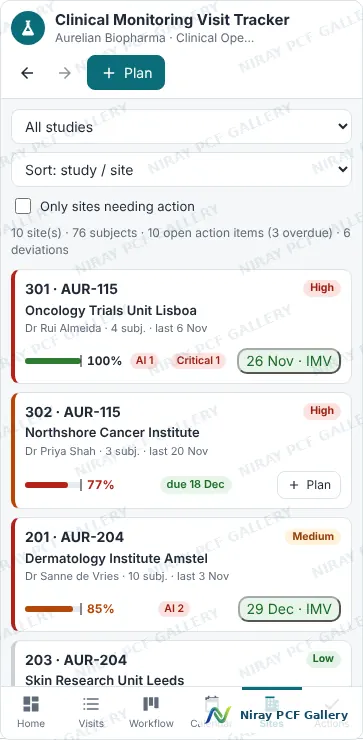 Clinical Monitoring Visit Tracker
Aurelian Biopharma · Clinical Ope...
← → + Plan
All studies
Sort: study / site
Only sites needing action
10 site(s) · 76 subjects · 10 open action items (3 overdue) · 6
deviations
301 · AUR-115 High
Oncology Trials Unit Lisboa
Dr Rui Almeida · 4 subj. · last 6 Nov
100% AI 1 Critical 1 26 Nov · IMV
302 · AUR-115 High
Northshore Cancer Institute
Dr Priya Shah · 3 subj. · last 20 Nov
77% due 18 Dec + Plan
201 · AUR-204 Medium
Dermatology Institute Amstel
Dr Sanne de Vries · 10 subj. · last 3 Nov
85% AI 2 29 Dec · IMV
203 · AUR-204 Low
Skin Research Unit Leeds
Home Visits Workflow Sites Actions
Niray PCF Gallery
NIRAY PCF GALLERY